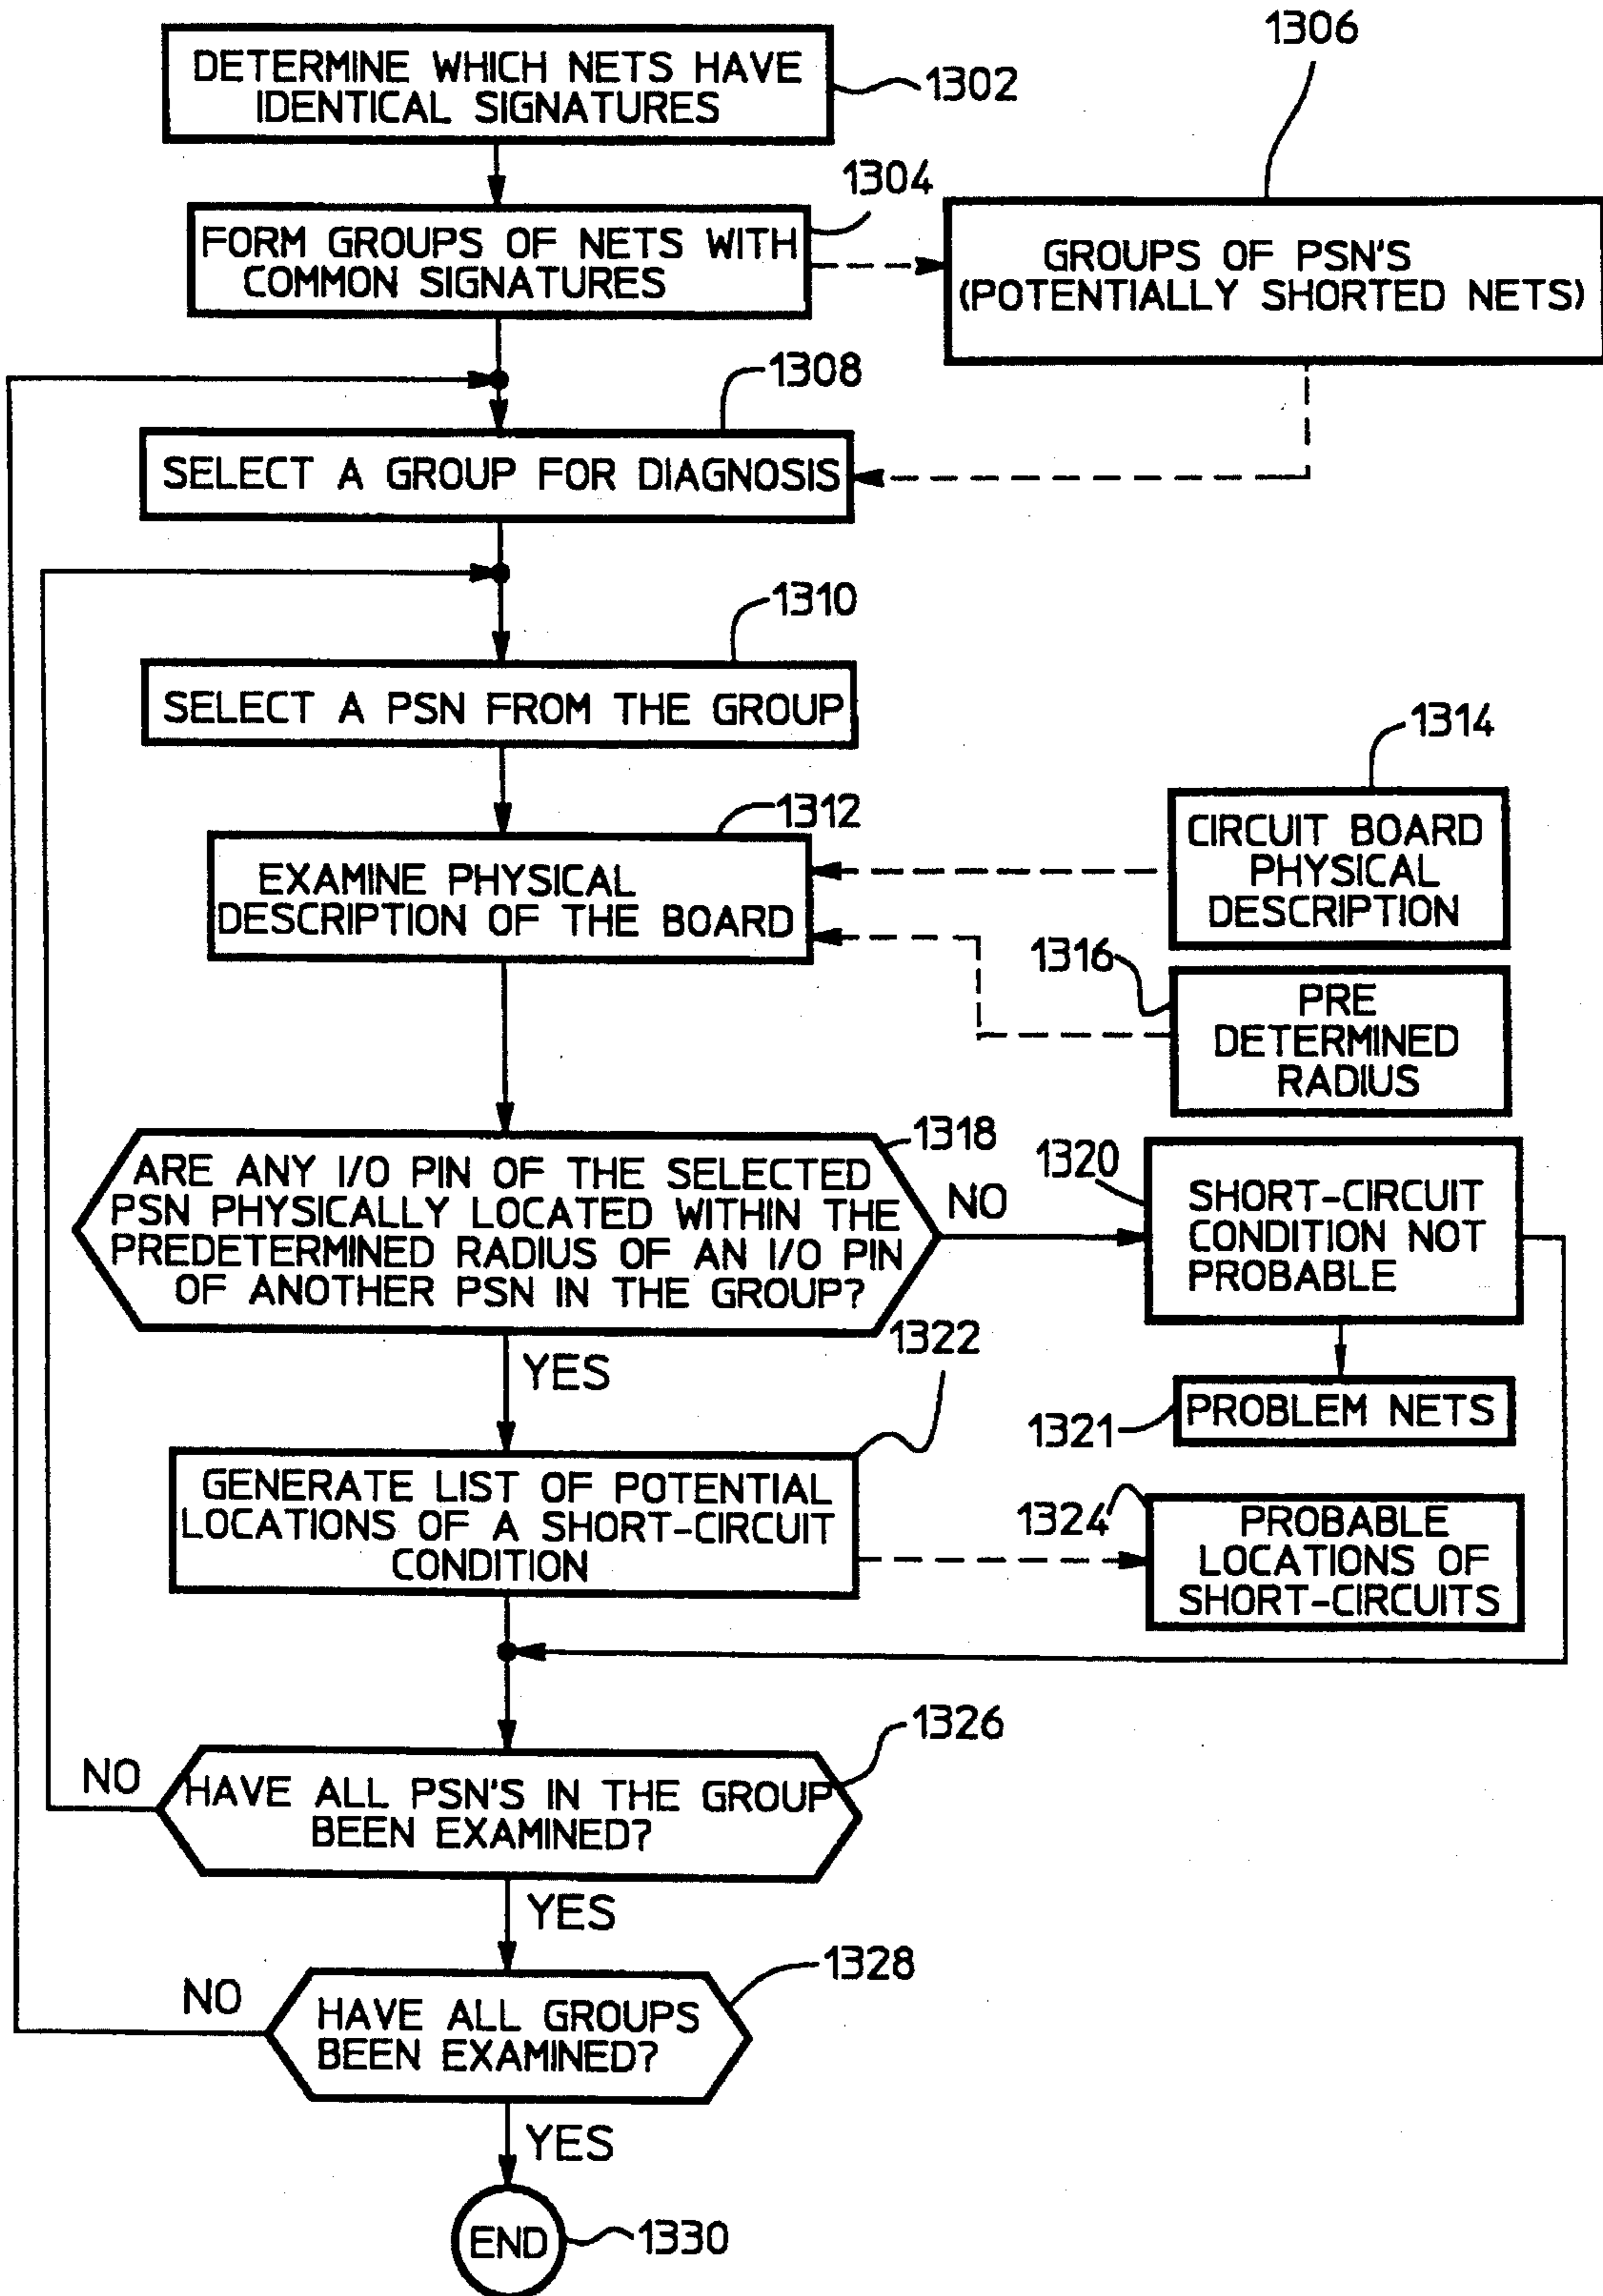 1306
DETERMINE WHICH NETS HAVE
IDENTICAL SIGNATURES
1302
1304
FORM GROUPS OF NETS WITH
COMMON SIGNATURES
GROUPS OF PSN'S
(POTENTIALLY SHORTED NETS)
1308
SELECT A GROUP FOR DIAGNOSIS
1310
SELECT A PSN FROM THE GROUP
1314
1312
CIRCUIT BOARD
PHYSICAL
DESCRIPTION
EXAMINE PHYSICAL
DESCRIPTION OF THE BOARD
1316
PRE
DETERMINED
RADIUS
1318
ARE ANY I/O PIN OF THE SELECTED
PSN PHYSICALLY LOCATED WITHIN THE
PREDETERMINED RADIUS OF AN I/O PIN
OF ANOTHER PSN IN THE GROUP?
NO
1320
SHORT-CIRCUIT
CONDITION NOT
PROBABLE
1322
YES
1321
PROBLEM NETS
GENERATE LIST OF POTENTIAL
LOCATIONS OF A SHORT-CIRCUIT
CONDITION
1324
PROBABLE
LOCATIONS OF
SHORT-CIRCUITS
1326
NO
HAVE ALL PSN'S IN THE GROUP
BEEN EXAMINED?
YES
1328
NO
HAVE ALL GROUPS
BEEN EXAMINED?
YES
END
1330